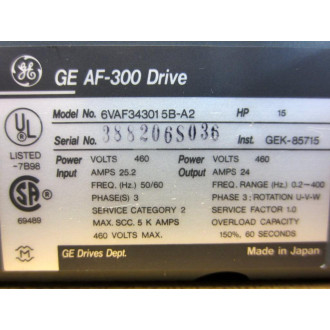 GE AF-300 Drive
Model No. 6VAF343015B-A2 HP 15
Serial No. 388206S036 Inst. GEK-85715
UL LISTED -7B98
SA 69489
Power Input VOLTS 460
AMPS 25.2
FREQ. (HZ) 50/60
PHASE(S) 3
SERVICE CATEGORY 2
MAX. SCC. 5 K AMPS
460 VOLTS MAX.
Power Output VOLTS 460
AMPS 24
FREQ. RANGE (HZ.) 0.2-400
PHASE 3: ROTATION U-V-W
SERVICE FACTOR 1.0
OVERLOAD CAPACITY
150%, 60 SECONDS
GE Drives Dept. Made in Japan